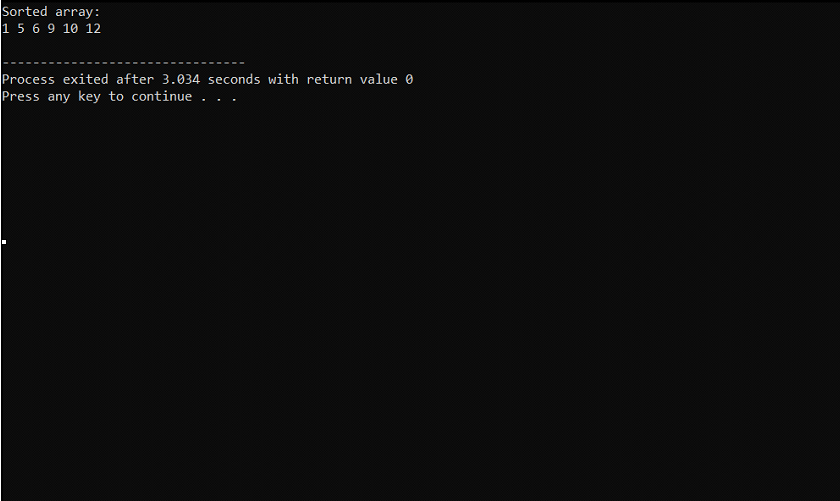 Sorted array:
1 5 6 9 10 12
--------------------------------
Process exited after 3.034 seconds with return value 0
Press any key to continue . . .